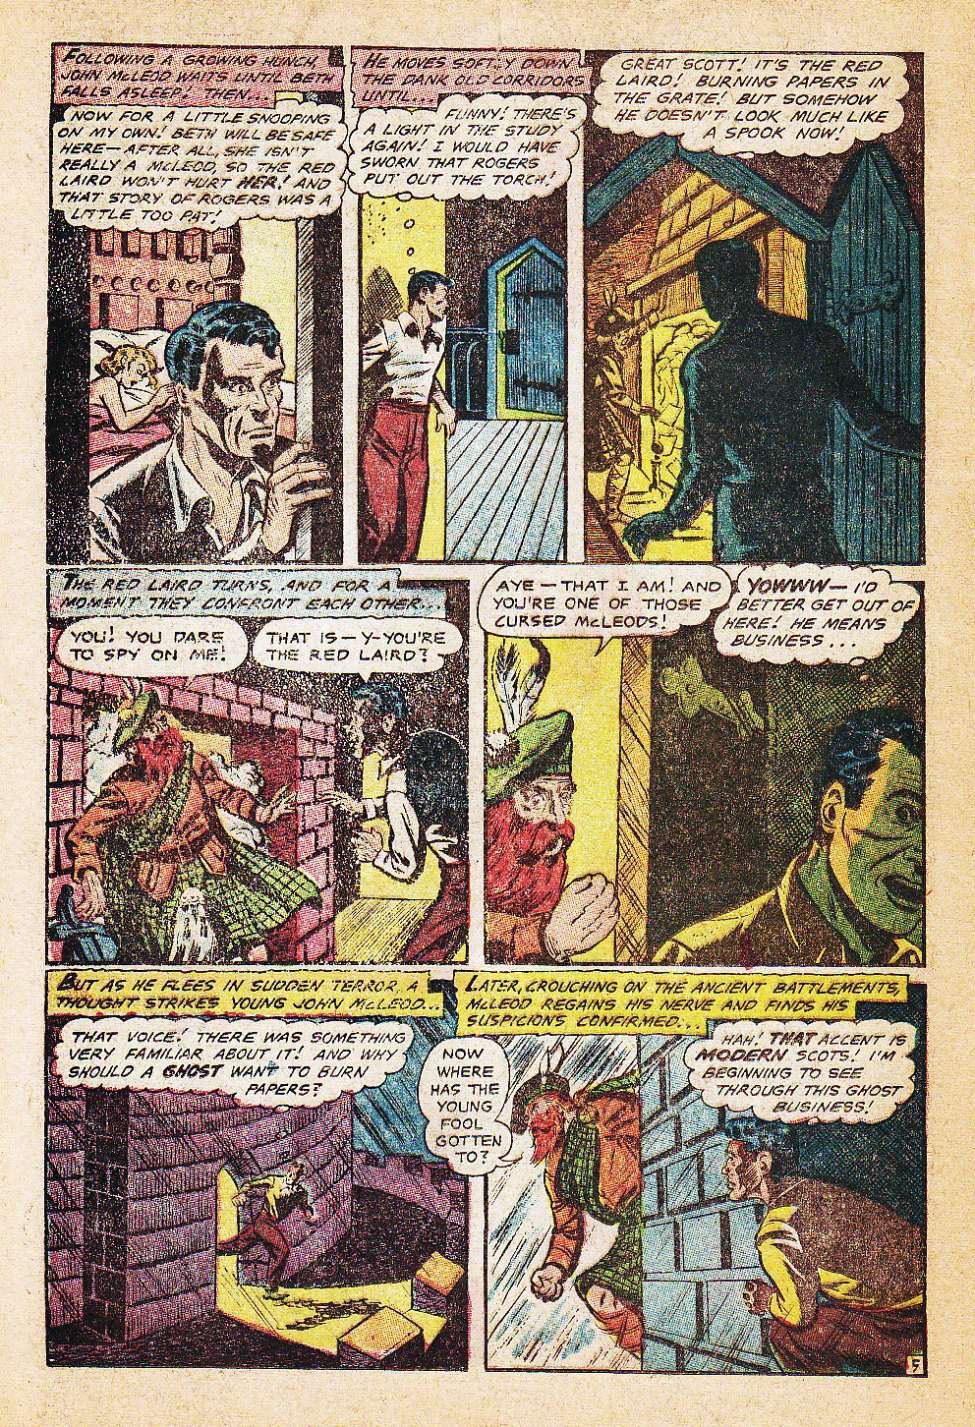 FOLLOWING A GROWING HUNCH,
JOHN McLEOD WAITS UNTIL BETH
FALLS ASLEEP! THEN...
NOW FOR A LITTLE SNOOPING
ON MY OWN! BETH WILL BE SAFE
HERE—AFTER ALL, SHE ISN'T
REALLY A McLEOD, SO THE RED
LAIRD WON'T HURT HER! AND
THAT STORY OF ROGERS WAS A
LITTLE TOO PAT!
HE MOVES SOFTLY DOWN
THE DANK OLD CORRIDORS
UNTIL...
FUNNY! THERE'S
A LIGHT IN THE STUDY
AGAIN! I WOULD HAVE
SWORN THAT ROGERS
PUT OUT THE TORCH!
GREAT SCOTT! IT'S THE RED
LAIRD! BURNING PAPERS IN
THE GRATE! BUT SOMEHOW
HE DOESN'T LOOK MUCH LIKE
A SPOOK NOW!
THE RED LAIRD TURNS, AND FOR A
MOMENT THEY CONFRONT EACH OTHER...
YOU! YOU DARE
TO SPY ON ME!
THAT IS—Y-YOU'RE
THE RED LAIRD?
AYE—THAT I AM! AND
YOU'RE ONE OF THOSE
CURSED McLEODS!
YOWWW—I'D
BETTER GET OUT OF
HERE! HE MEANS
BUSINESS...
BUT AS HE FLEES IN SUDDEN TERROR, A
THOUGHT STRIKES YOUNG JOHN McLEOD...
THAT VOICE! THERE WAS SOMETHING
VERY FAMILIAR ABOUT IT! AND WHY
SHOULD A GHOST WANT TO BURN
PAPERS?
LATER, CROUCHING ON THE ANCIENT BATTLEMENTS,
McLEOD REGAINS HIS NERVE AND FINDS HIS
SUSPICIONS CONFIRMED...
NOW
WHERE
HAS THE
YOUNG
FOOL
GOTTEN
TO?
HAH! THAT ACCENT IS
MODERN SCOTS! I'M
BEGINNING TO SEE
THROUGH THIS GHOST
BUSINESS!
5